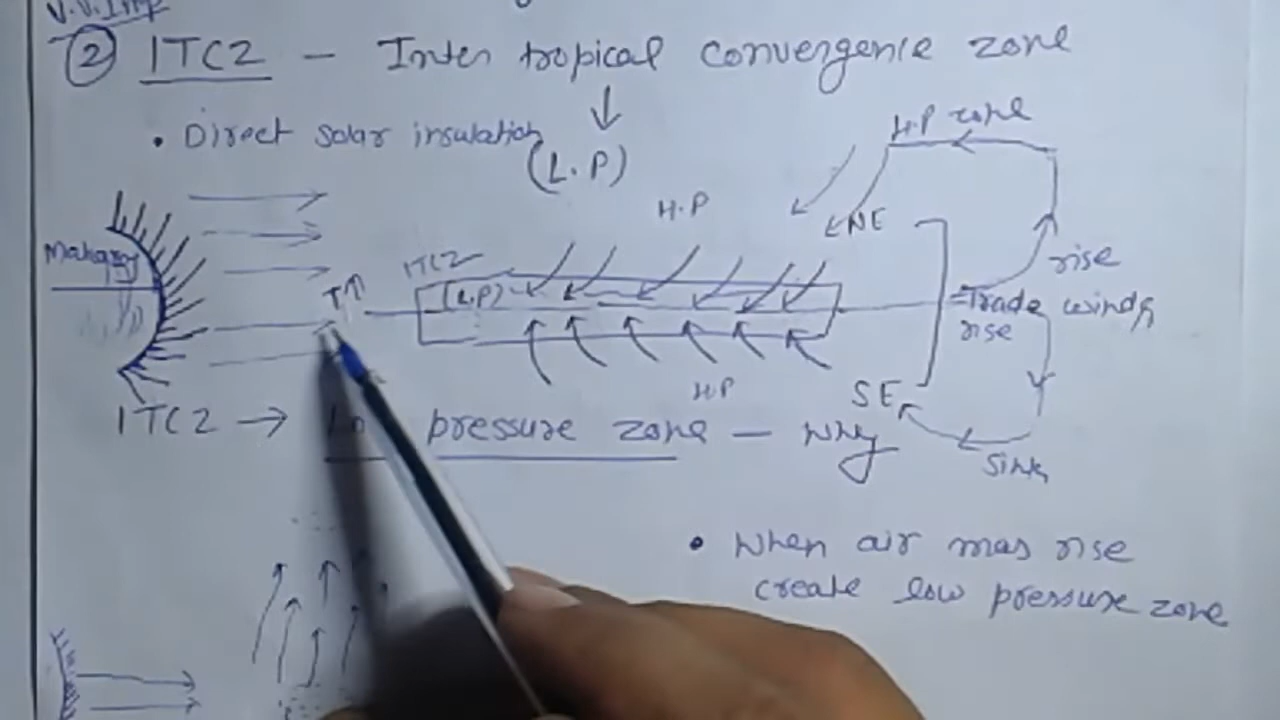 V.V.Imp
② ITCZ - Inter tropical convergence zone
• Direct solar insulation
(L.P)
H.P zone
H.P
NE
ITCZ
(L.P)
T↑
rise
Trade winds
rise
H.P
SE
Sink
ITCZ → pressure zone - Why
• When air mas rise
create low pressure zone